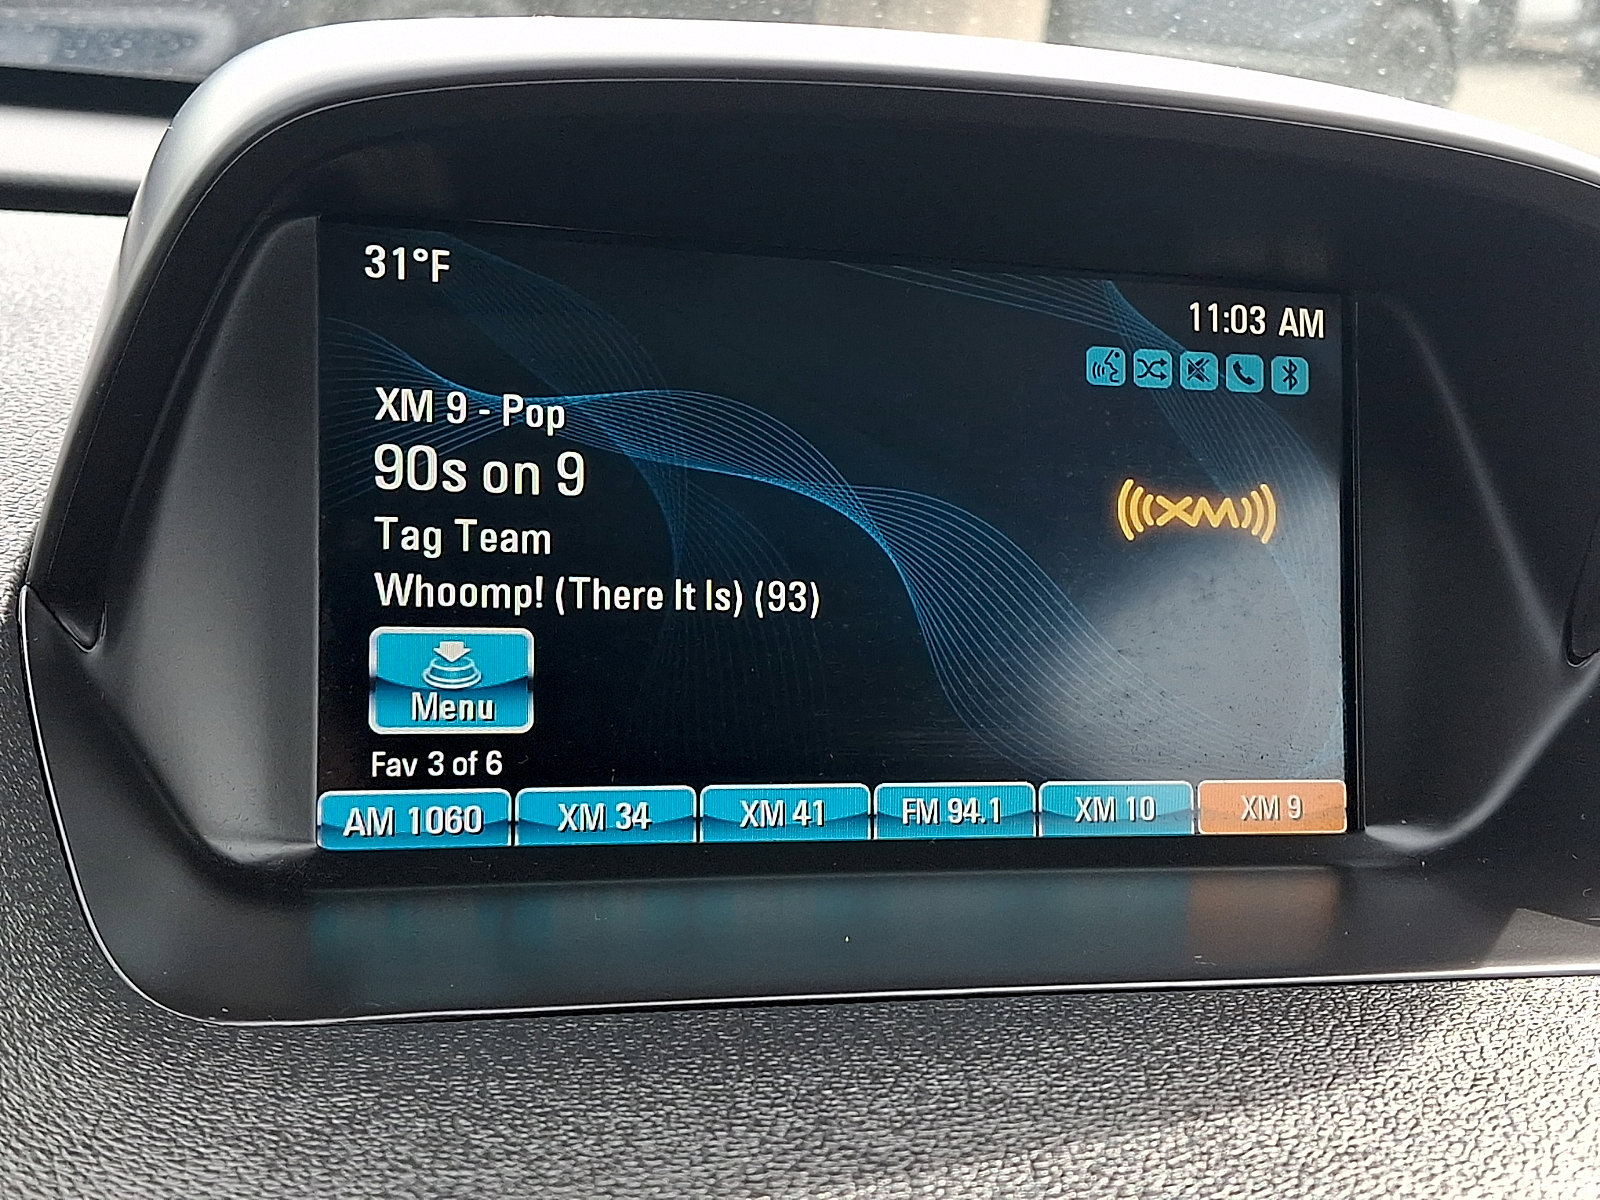 31°F
11:03 AM
XM 9 - Pop
90s on 9
Tag Team
Whoomp! (There It Is) (93)
XM
Menu
Fav 3 of 6
AM 1060
XM 34
XM 41
FM 94.1
XM 10
XM 9